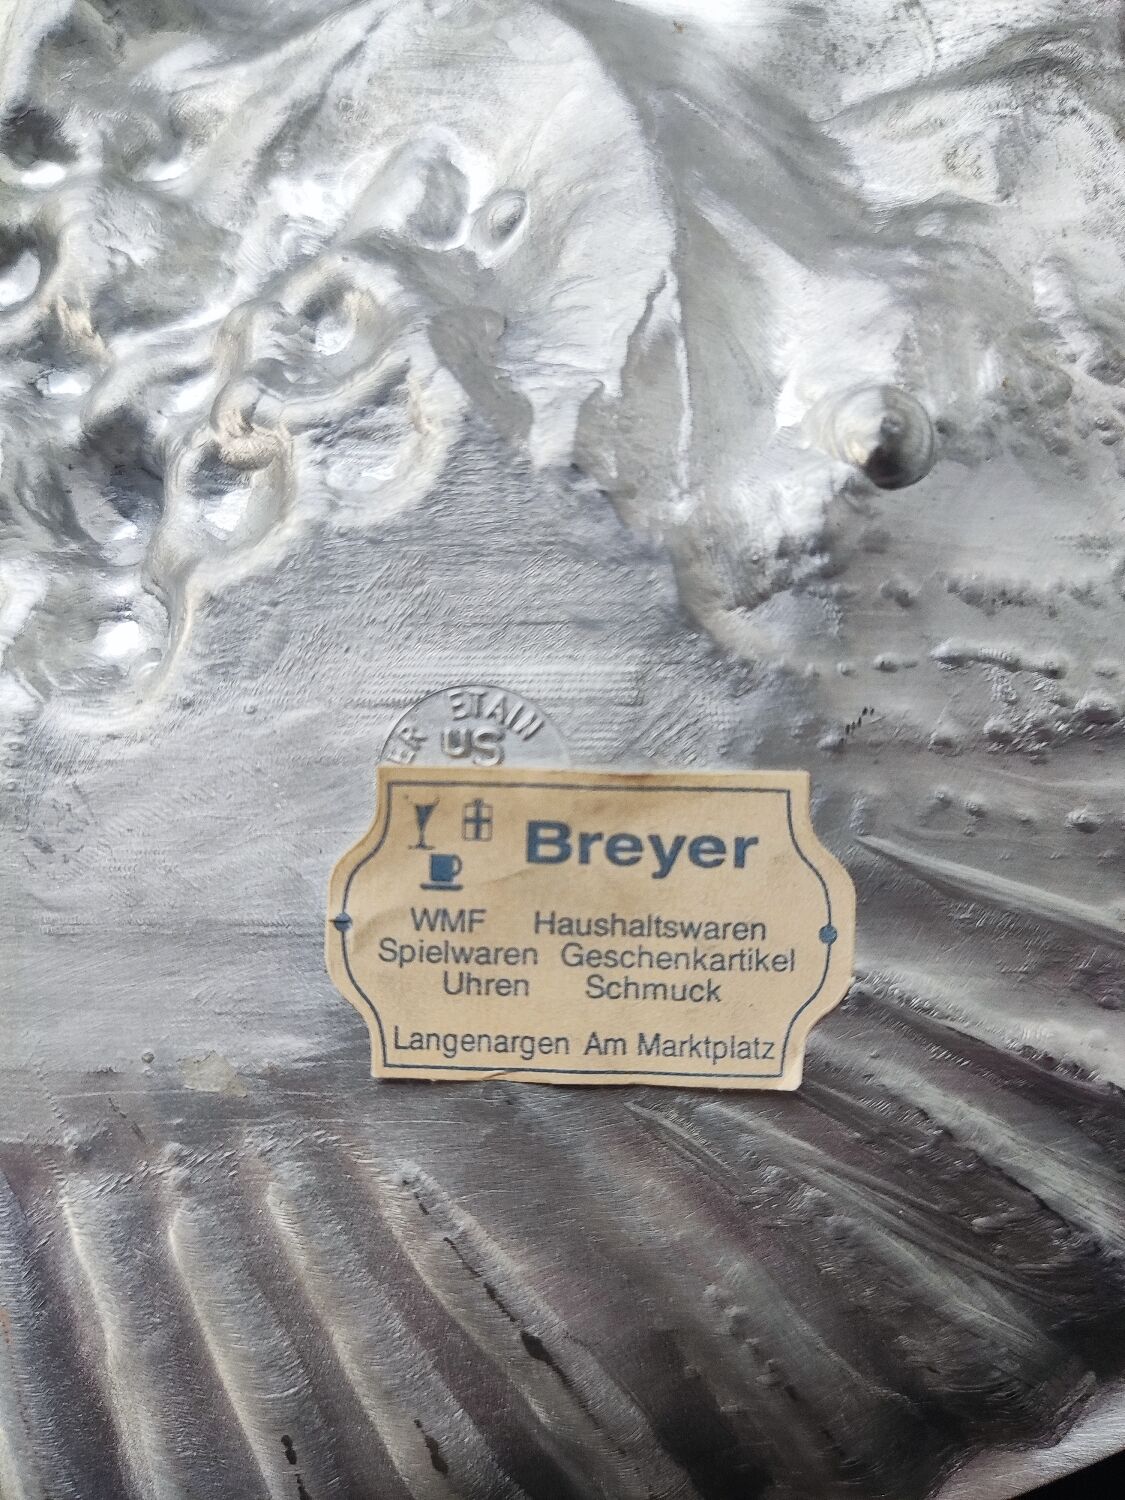 ETAIN
US
Breyer
WMF Haushaltswaren
Spielwaren Geschenkartikel
Uhren Schmuck
Langenargen Am Marktplatz